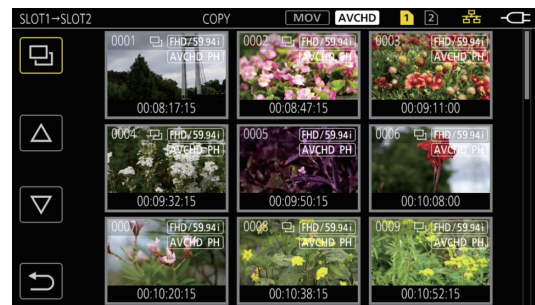 SLOT1→SLOT2 COPY MOV AVCHD 1 2
0001 FHD/59.94i AVCHD PH
0002 FHD/59.94i AVCHD PH
0003 FHD/59.94i AVCHD PH
00:08:17:15 00:08:47:15 00:09:11:00
0004 FHD/59.94i AVCHD PH
0005 FHD/59.94i AVCHD PH
0006 FHD/59.94i AVCHD PH
00:09:32:15 00:09:50:15 00:10:08:00
0007 FHD/59.94i AVCHD PH
0008 FHD/59.94i AVCHD PH
0009 FHD/59.94i AVCHD PH
00:10:20:15 00:10:38:15 00:10:52:15